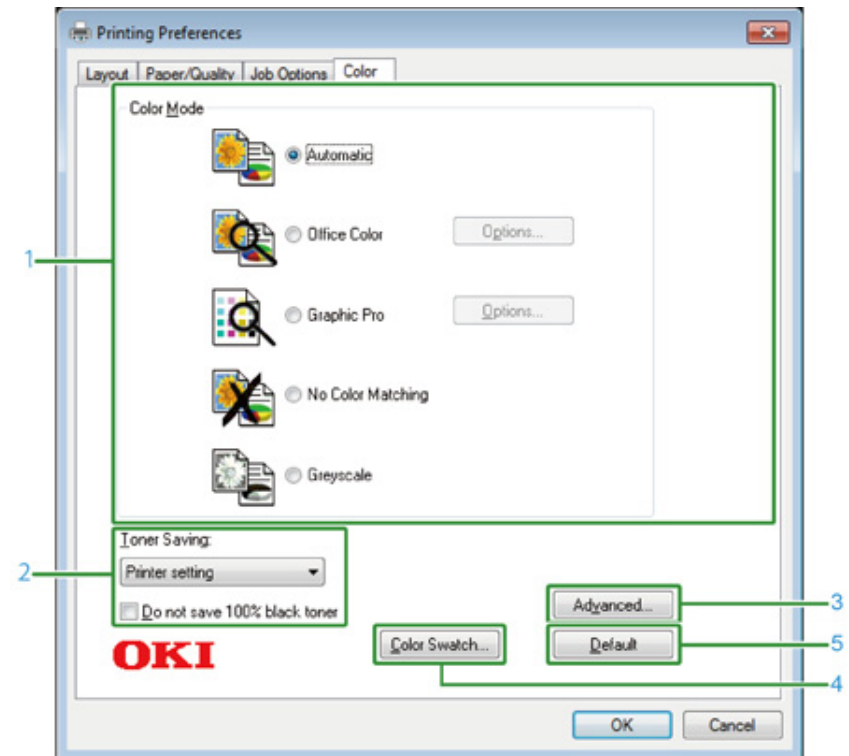 Printing Preferences
Layout Paper/Quality Job Options Color
Color Mode
Automatic
Office Color Options...
1
Graphic Pro Options...
No Color Matching
Greyscale
Toner Saving:
2 Printer setting
Do not save 100% black toner
Advanced... 3
OKI Color Swatch... Default 5
4
OK Cancel